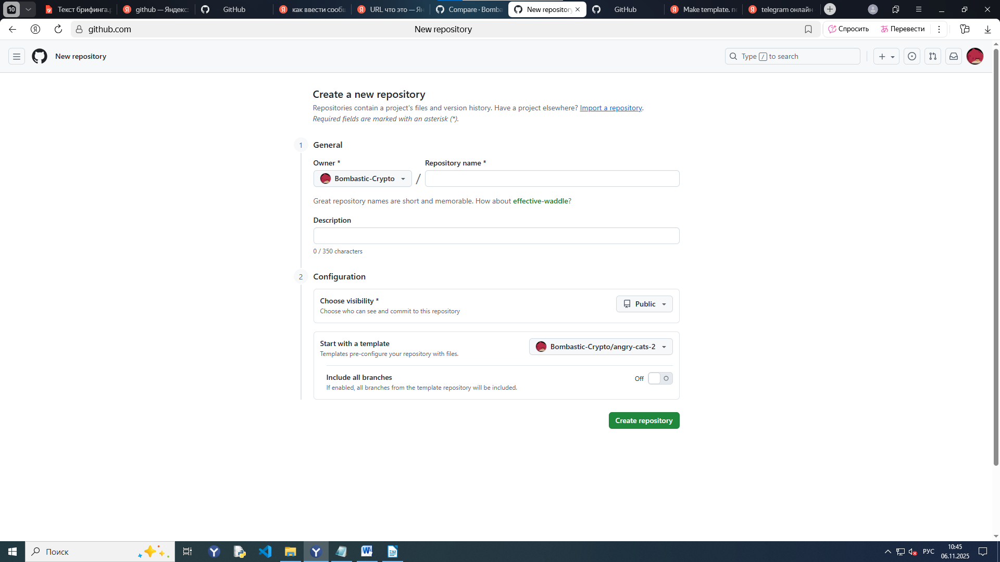 10
Текст брифинга.р
github — Яндекс:
GitHub
как ввести сооб
URL что это — Ян
Compare · Bomba
New repository
GitHub
Make template. пе
telegram онлайн
github.com
New repository
Спросить
Перевести
New repository
Type / to search
Create a new repository
Repositories contain a project's files and version history. Have a project elsewhere? Import a repository.
Required fields are marked with an asterisk (*).
1
General
Owner *
Repository name *
Bombastic-Crypto
/
Great repository names are short and memorable. How about effective-waddle?
Description
0 / 350 characters
2
Configuration
Choose visibility *
Choose who can see and commit to this repository
Public
Start with a template
Templates pre-configure your repository with files.
Bombastic-Crypto/angry-cats-2
Include all branches
If enabled, all branches from the template repository will be included.
Off
Create repository
Поиск
РУС
10:45
06.11.2025